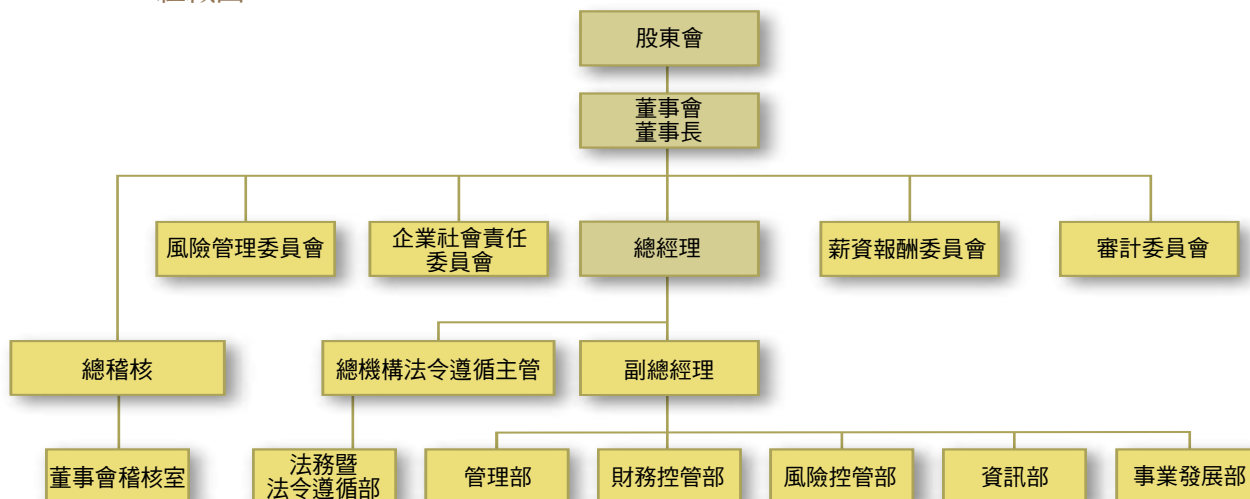 股東會
董事會
董事長
風險管理委員會
企業社會責任
委員會
總經理
薪資報酬委員會
審計委員會
總稽核
總機構法令遵循主管
副總經理
董事會稽核室
法務暨
法令遵循部
管理部
財務控管部
風險控管部
資訊部
事業發展部